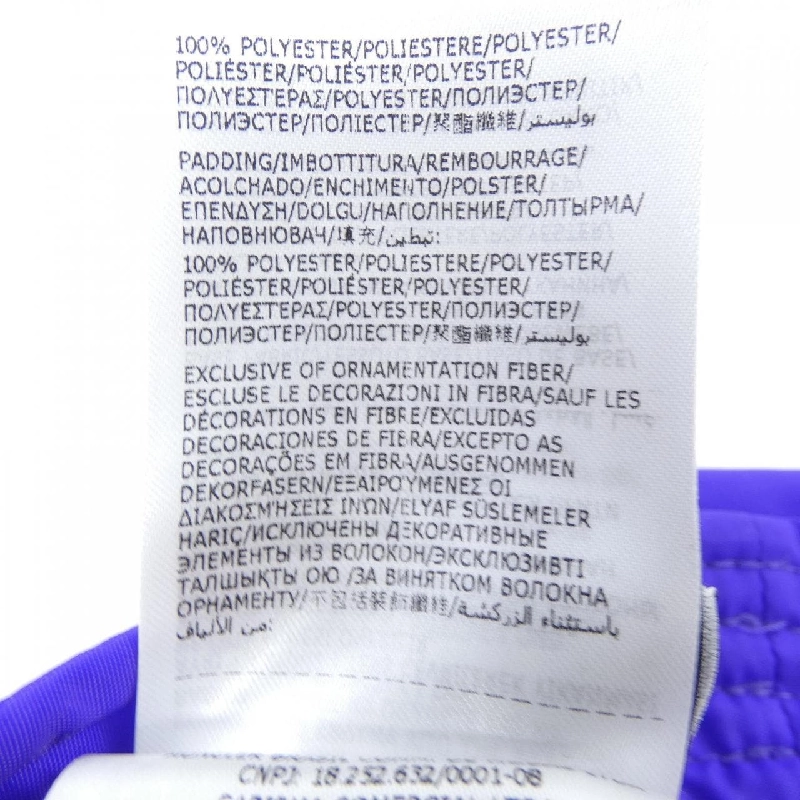 100% POLYESTER/POLIESTERE/POLYESTER/
POLIÉSTER/POLIÉSTER/POLYESTER/
ΠΟΛΥΕΣΤΕΡΑΣ/POLYESTER/ПОЛИЭСТЕР/
ПОЛИЭСТЕР/ПОЛІЕСТЕР/聚酯纖維/بوليستر
PADDING/IMBOTTITURA/REMBOURRAGE/
ACOLCHADO/ENCHIMENTO/POLSTER/
ΕΠΕΝΔΥΣΗ/DOLGU/НАПОЛНЕНИЕ/ТОЛТЫРМА/
НАПОВНЮВАЧ/填充/تبطين:
100% POLYESTER/POLIESTERE/POLYESTER/
POLIÉSTER/POLIÉSTER/POLYESTER/
ΠΟΛΥΕΣΤΕΡΑΣ/POLYESTER/ПОЛИЭСТЕР/
ПОЛИЭСТЕР/ПОЛІЕСТЕР/聚酯纖維/بوليستر
EXCLUSIVE OF ORNAMENTATION FIBER/
ESCLUSE LE DECORAZIONI IN FIBRA/SAUF LES
DÉCORATIONS EN FIBRE/EXCLUIDAS
DECORACIONES DE FIBRA/EXCEPTO AS
DECORAÇÕES EM FIBRA/AUSGENOMMEN
DEKORFASERN/ΕΞΑΙΡΟΎΜΕΝΕΣ ΟΙ
ΔΙΑΚΟΣΜΉΣΕΙΣ ΙΝΏΝ/ELYAF SÜSLEMELER
HARİÇ/ИСКЛЮЧЕНЫ ДЕКОРАТИВНЫЕ
ЭЛЕМЕНТЫ ИЗ ВОЛОКОН/ЭКСКЛЮЗИВТІ
ТАЛШЫҚТЫ ОЮ /ЗА ВИНЯТКОМ ВОЛОКНА
ОРНАМЕНТУ/不包括裝飾纖維/باستثناء الزركشة
من الألياف:
CNPJ: 18.252.632/0001-08